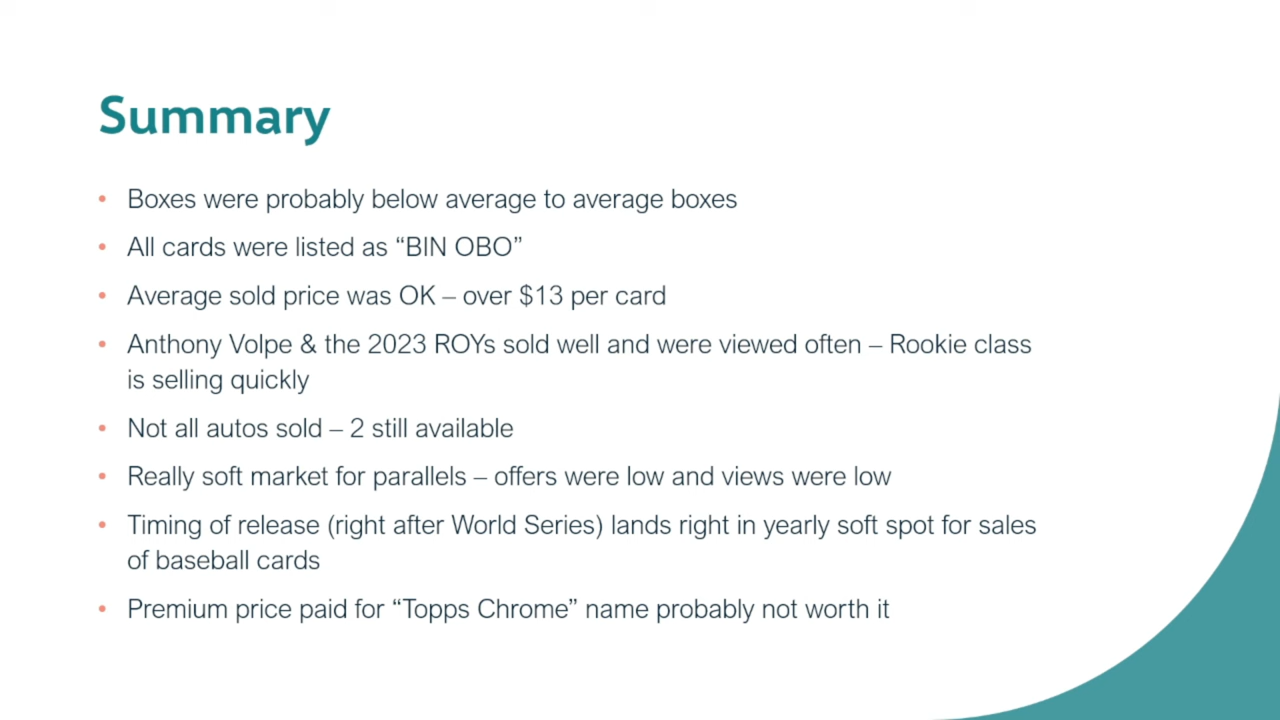 Summary
• Boxes were probably below average to average boxes
• All cards were listed as “BIN OBO”
• Average sold price was OK – over $13 per card
• Anthony Volpe & the 2023 ROYs sold well and were viewed often – Rookie class
is selling quickly
• Not all autos sold – 2 still available
• Really soft market for parallels – offers were low and views were low
• Timing of release (right after World Series) lands right in yearly soft spot for sales
of baseball cards
• Premium price paid for “Topps Chrome” name probably not worth it